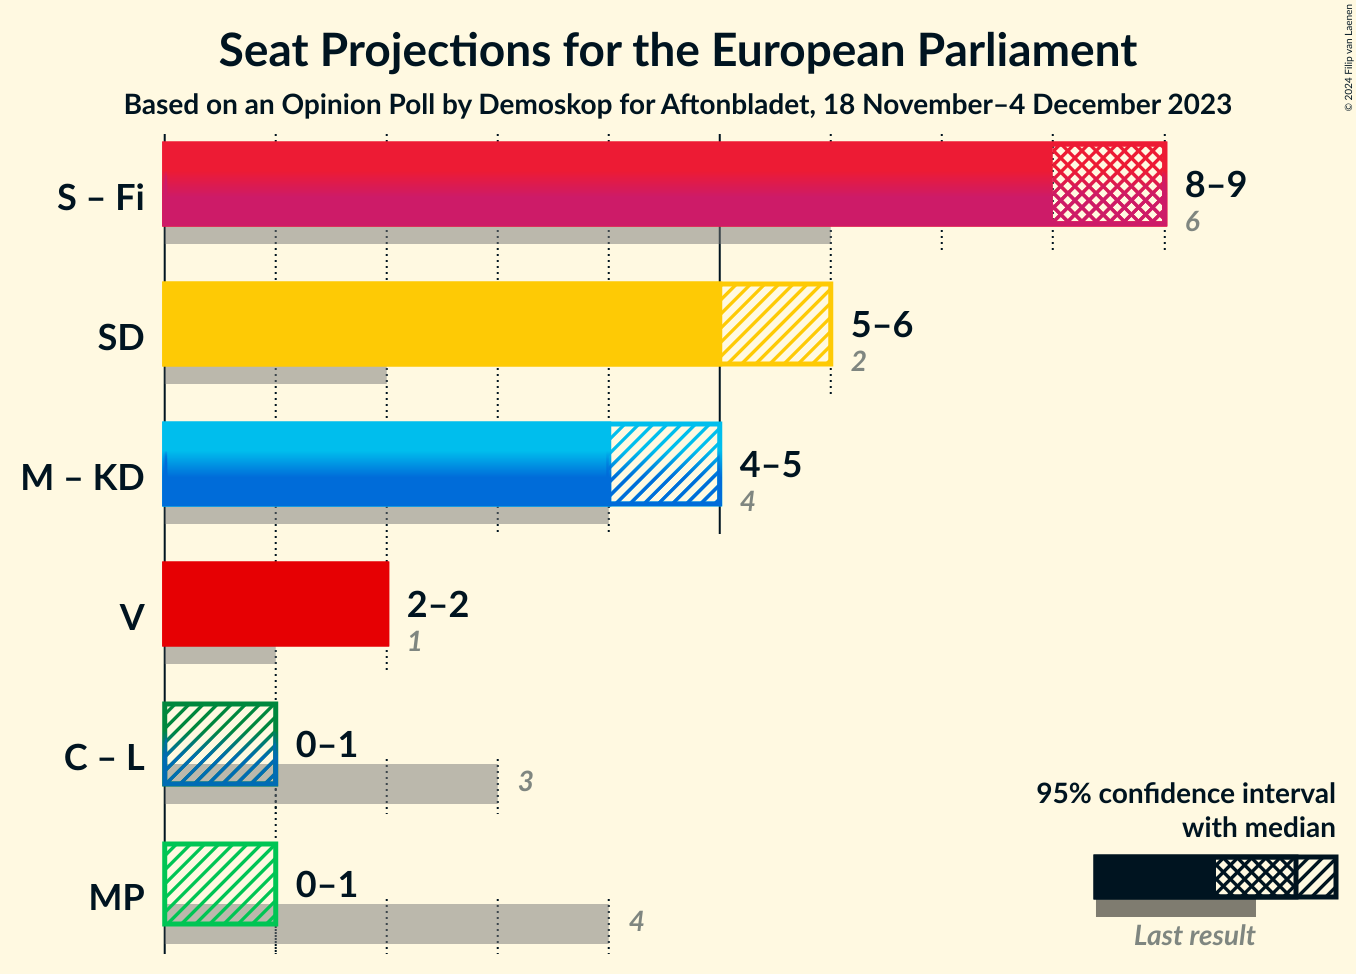 Seat Projections for the European Parliament
Based on an Opinion Poll by Demoskop for Aftonbladet, 18 November–4 December 2023
© 2024 Filip van Laenen
S – Fi
8–9
6
SD
5–6
2
M – KD
4–5
4
V
2–2
1
C – L
0–1
3
MP
0–1
4
95% confidence interval
with median
Last result